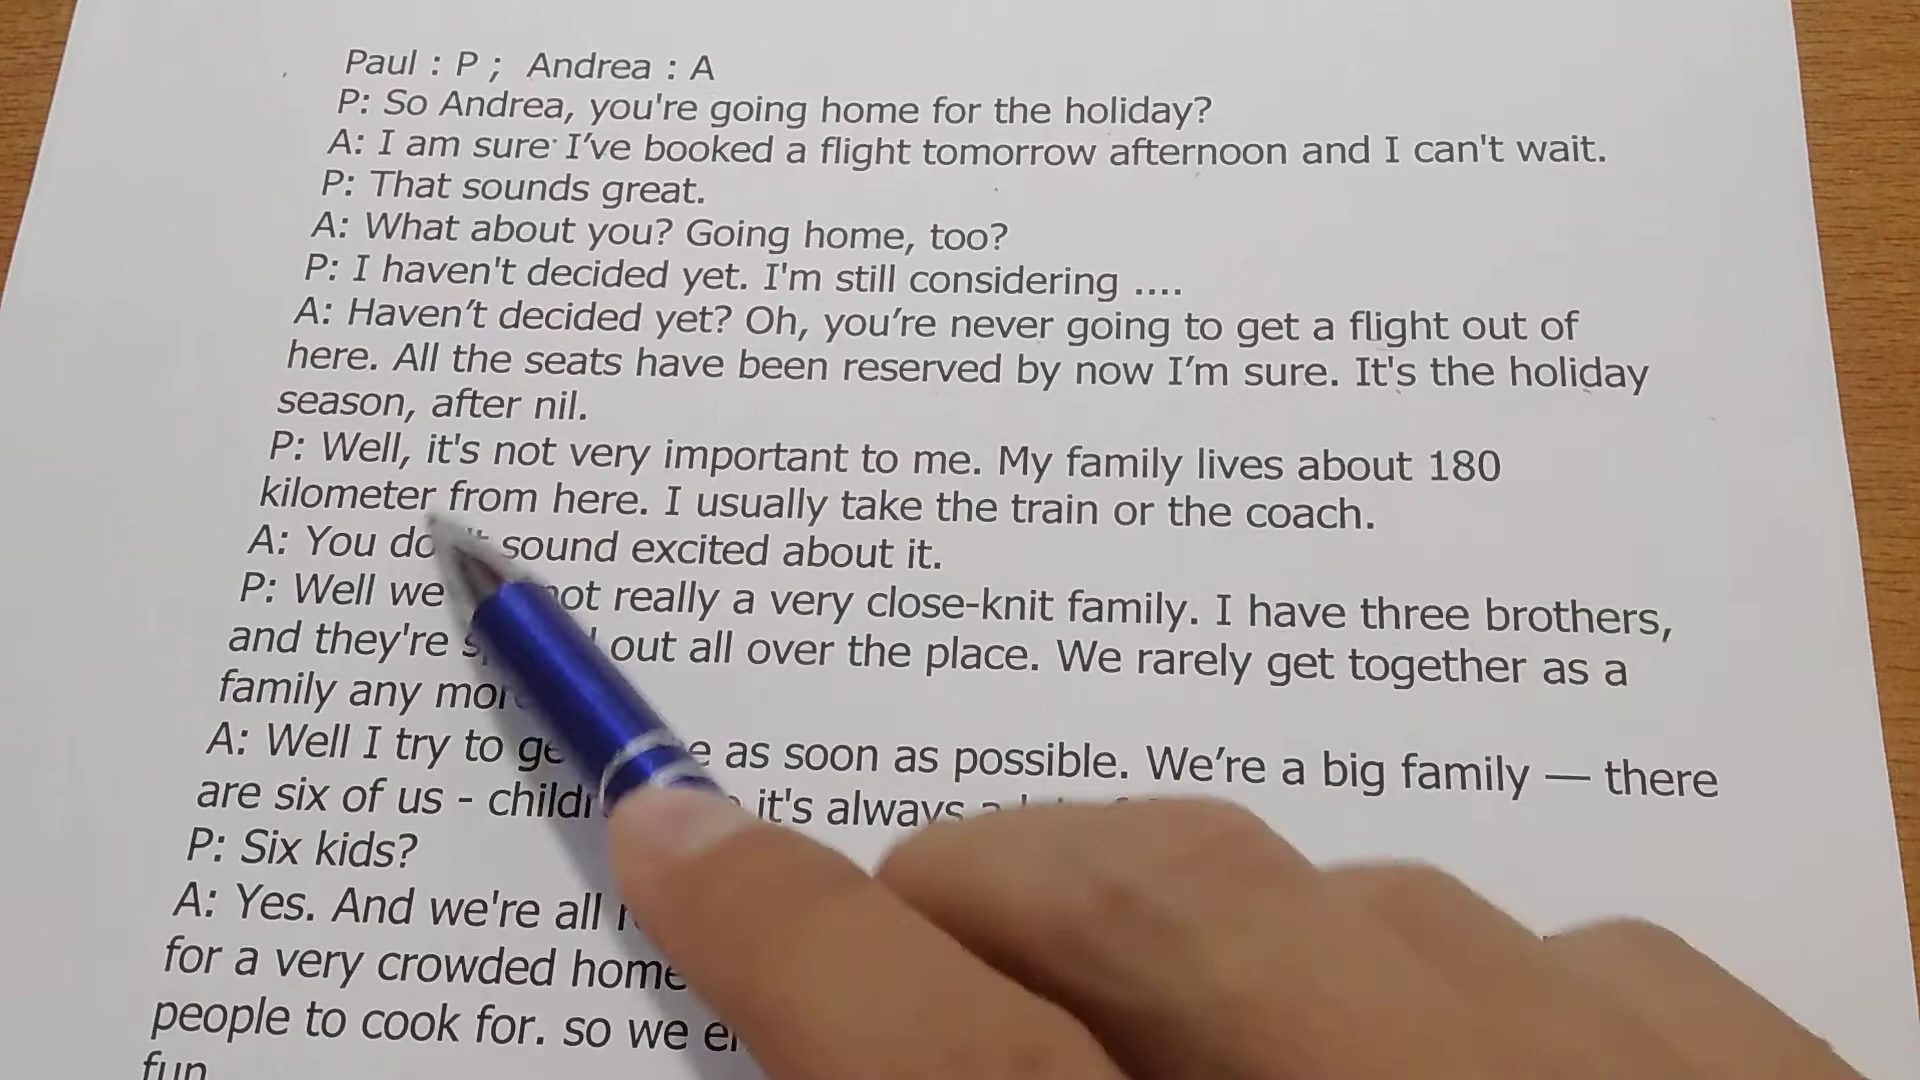 Paul : P ; Andrea : A
P: So Andrea, you're going home for the holiday?
A: I am sure I’ve booked a flight tomorrow afternoon and I can't wait.
P: That sounds great.
A: What about you? Going home, too?
P: I haven't decided yet. I'm still considering ....
A: Haven’t decided yet? Oh, you’re never going to get a flight out of
here. All the seats have been reserved by now I’m sure. It's the holiday
season, after nil.
P: Well, it's not very important to me. My family lives about 180
kilometer from here. I usually take the train or the coach.
A: You sound excited about it.
P: Well we not really a very close-knit family. I have three brothers,
and they're out all over the place. We rarely get together as a
family any
A: Well I try to as soon as possible. We’re a big family — there
are six of us - it's always
P: Six kids?
A: Yes. And we're all
for a very crowded
people to cook for. so we
fun